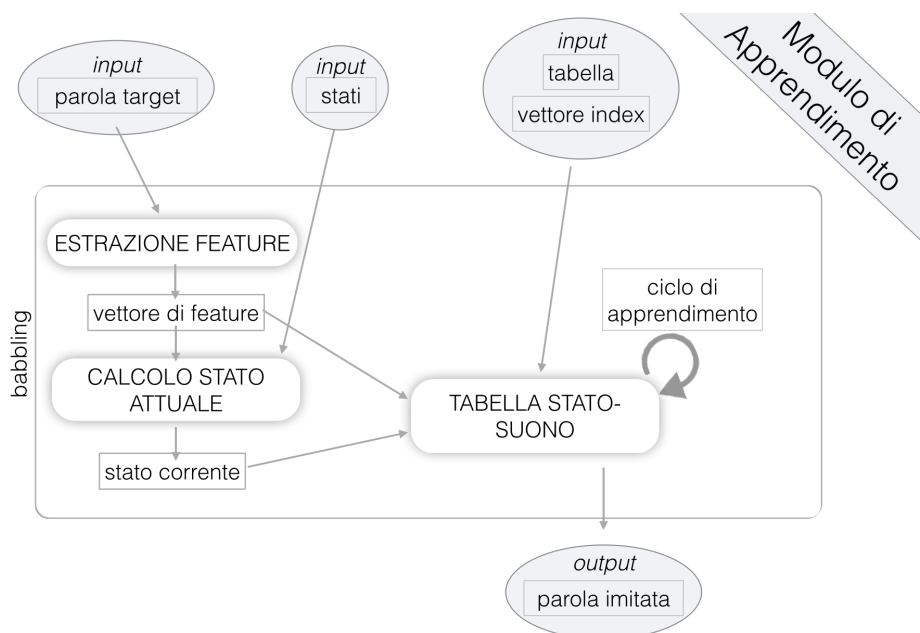 input
parola target
input
stati
input
tabella
vettore index
Modulo di
Apprendimento
babbling
ESTRAZIONE FEATURE
vettore di feature
CALCOLO STATO
ATTUALE
stato corrente
ciclo di
apprendimento
TABELLA STATO-
SUONO
output
parola imitata